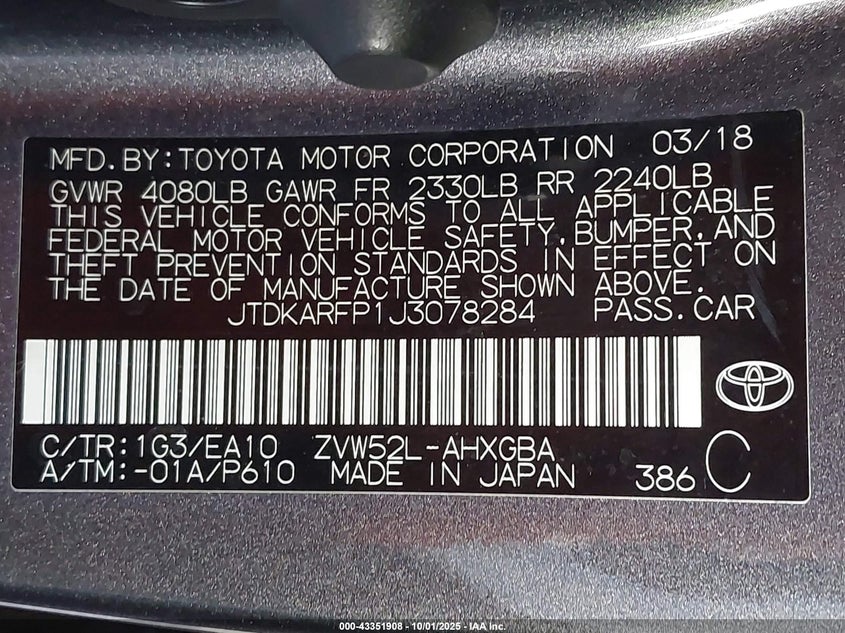 MFD.BY:TOYOTA MOTOR CORPORATION 03/18
GVWR 4080LB GAWR FR 2330LB RR 2240LB
THIS VEHICLE CONFORMS TO ALL APPLICABLE
FEDERAL MOTOR VEHICLE SAFETY,BUMPER,AND
THEFT PREVENTION STANDARDS IN EFFECT ON
THE DATE OF MANUFACTURE SHOWN ABOVE.
JTDKARFP1J3078284 PASS.CAR
C/TR:1G3/EA10 ZVW52L-AHXGBA
A/TM:-01A/P610 MADE IN JAPAN 386 C
000-43351908 - 10/01/2025 - IAA Inc.